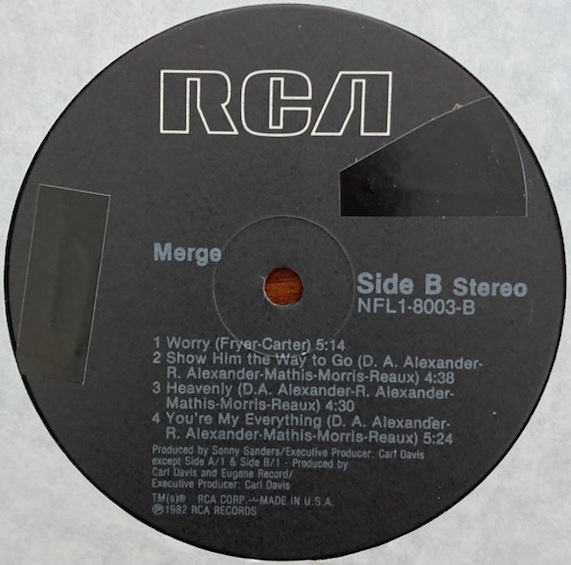 RCA
Merge
Side B Stereo
NFL1-8003-B
1 Worry (Fryer-Carter) 5:14
2 Show Him the Way to Go (D. A. Alexander-
R. Alexander-Mathis-Morris-Reaux) 4:38
3 Heavenly (D.A. Alexander-R. Alexander-
Mathis-Morris-Reaux) 4:30
4 You're My Everything (D. A. Alexander-
R. Alexander-Mathis-Morris-Reaux) 5:24
Produced by Sonny Sanders/Executive Producer: Carl Davis
except Side A/1 & Side B/1 - Produced by
Carl Davis and Eugene Record/
Executive Producer: Carl Davis
TM(s)® RCA CORP.—MADE IN U.S.A.
℗1982 RCA RECORDS